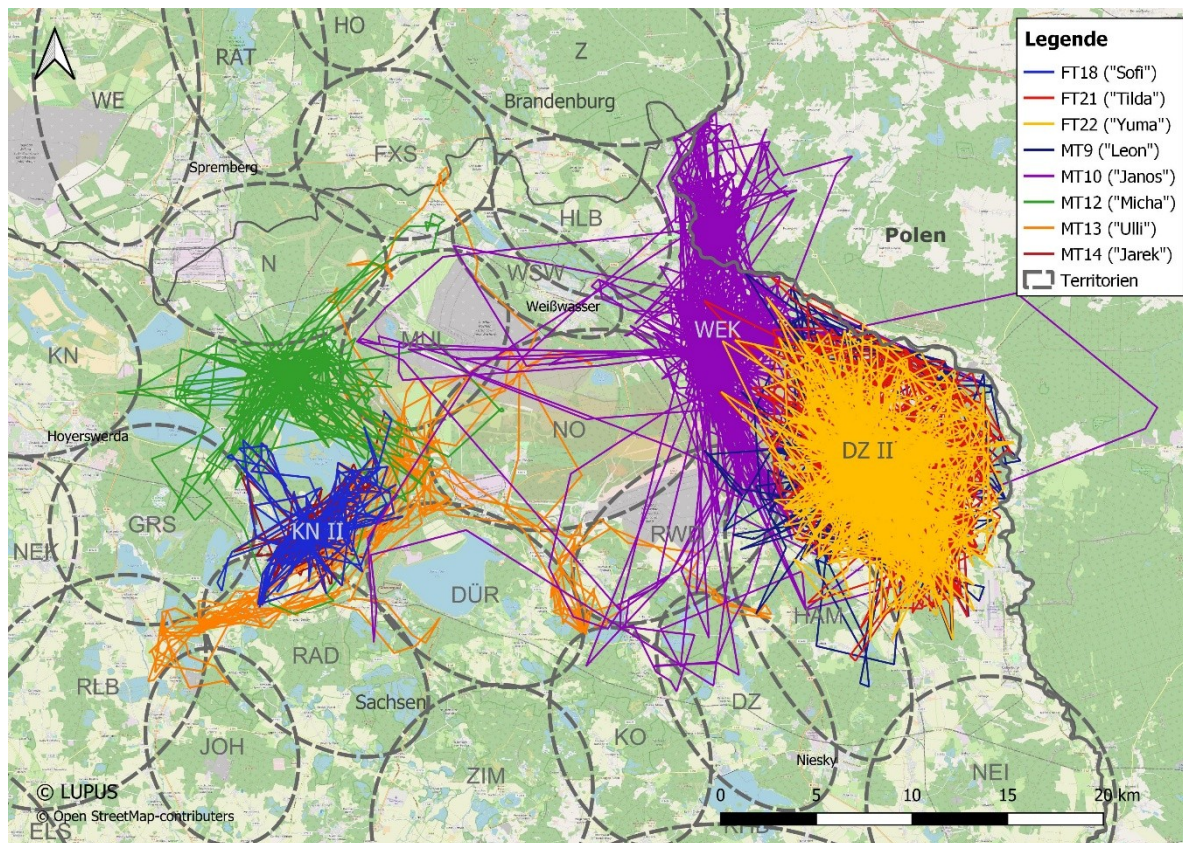 HO
RAT
Z
WE
Brandenburg
FXS
Spremberg
HLB
N
WSW
Weißwasser
MNL
KN
WEK
Polen
Hoyerswerda
NO
DZ II
GRS
KN II
NEK
DÜR
HAM
RAD
RLB
Sachsen
DZ
JOH
KO
ZIM
Niesky
NEI
ELS
Legende
FT18 ("Sofi")
FT21 ("Tilda")
FT22 ("Yuma")
MT9 ("Leon")
MT10 ("Janos")
MT12 ("Micha")
MT13 ("Ulli")
MT14 ("Jarek")
Territorien
0 5 10 20 km
© LUPUS
© Open StreetMap-contributers